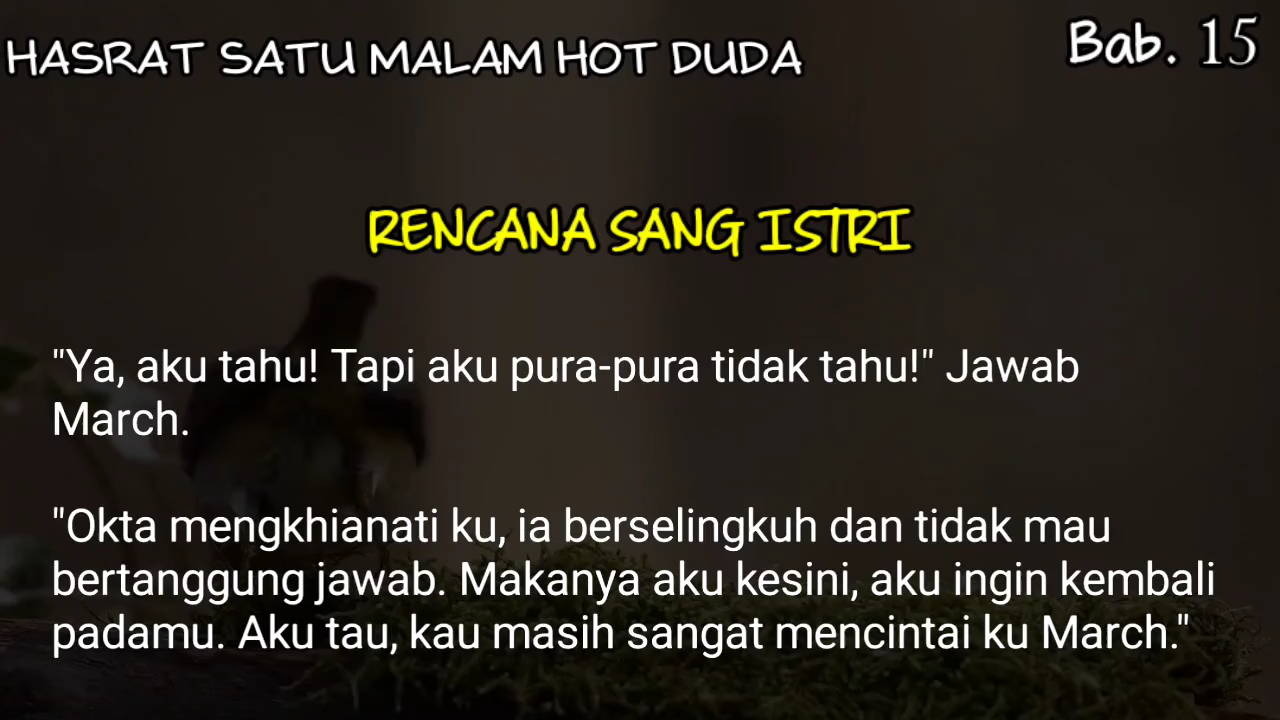 HASRAT SATU MALAM HOT DUDA
Bab. 15
RENCANA SANG ISTRI
"Ya, aku tahu! Tapi aku pura-pura tidak tahu!" Jawab
March.
"Okta mengkhianati ku, ia berselingkuh dan tidak mau
bertanggung jawab. Makanya aku kesini, aku ingin kembali
padamu. Aku tau, kau masih sangat mencintai ku March."